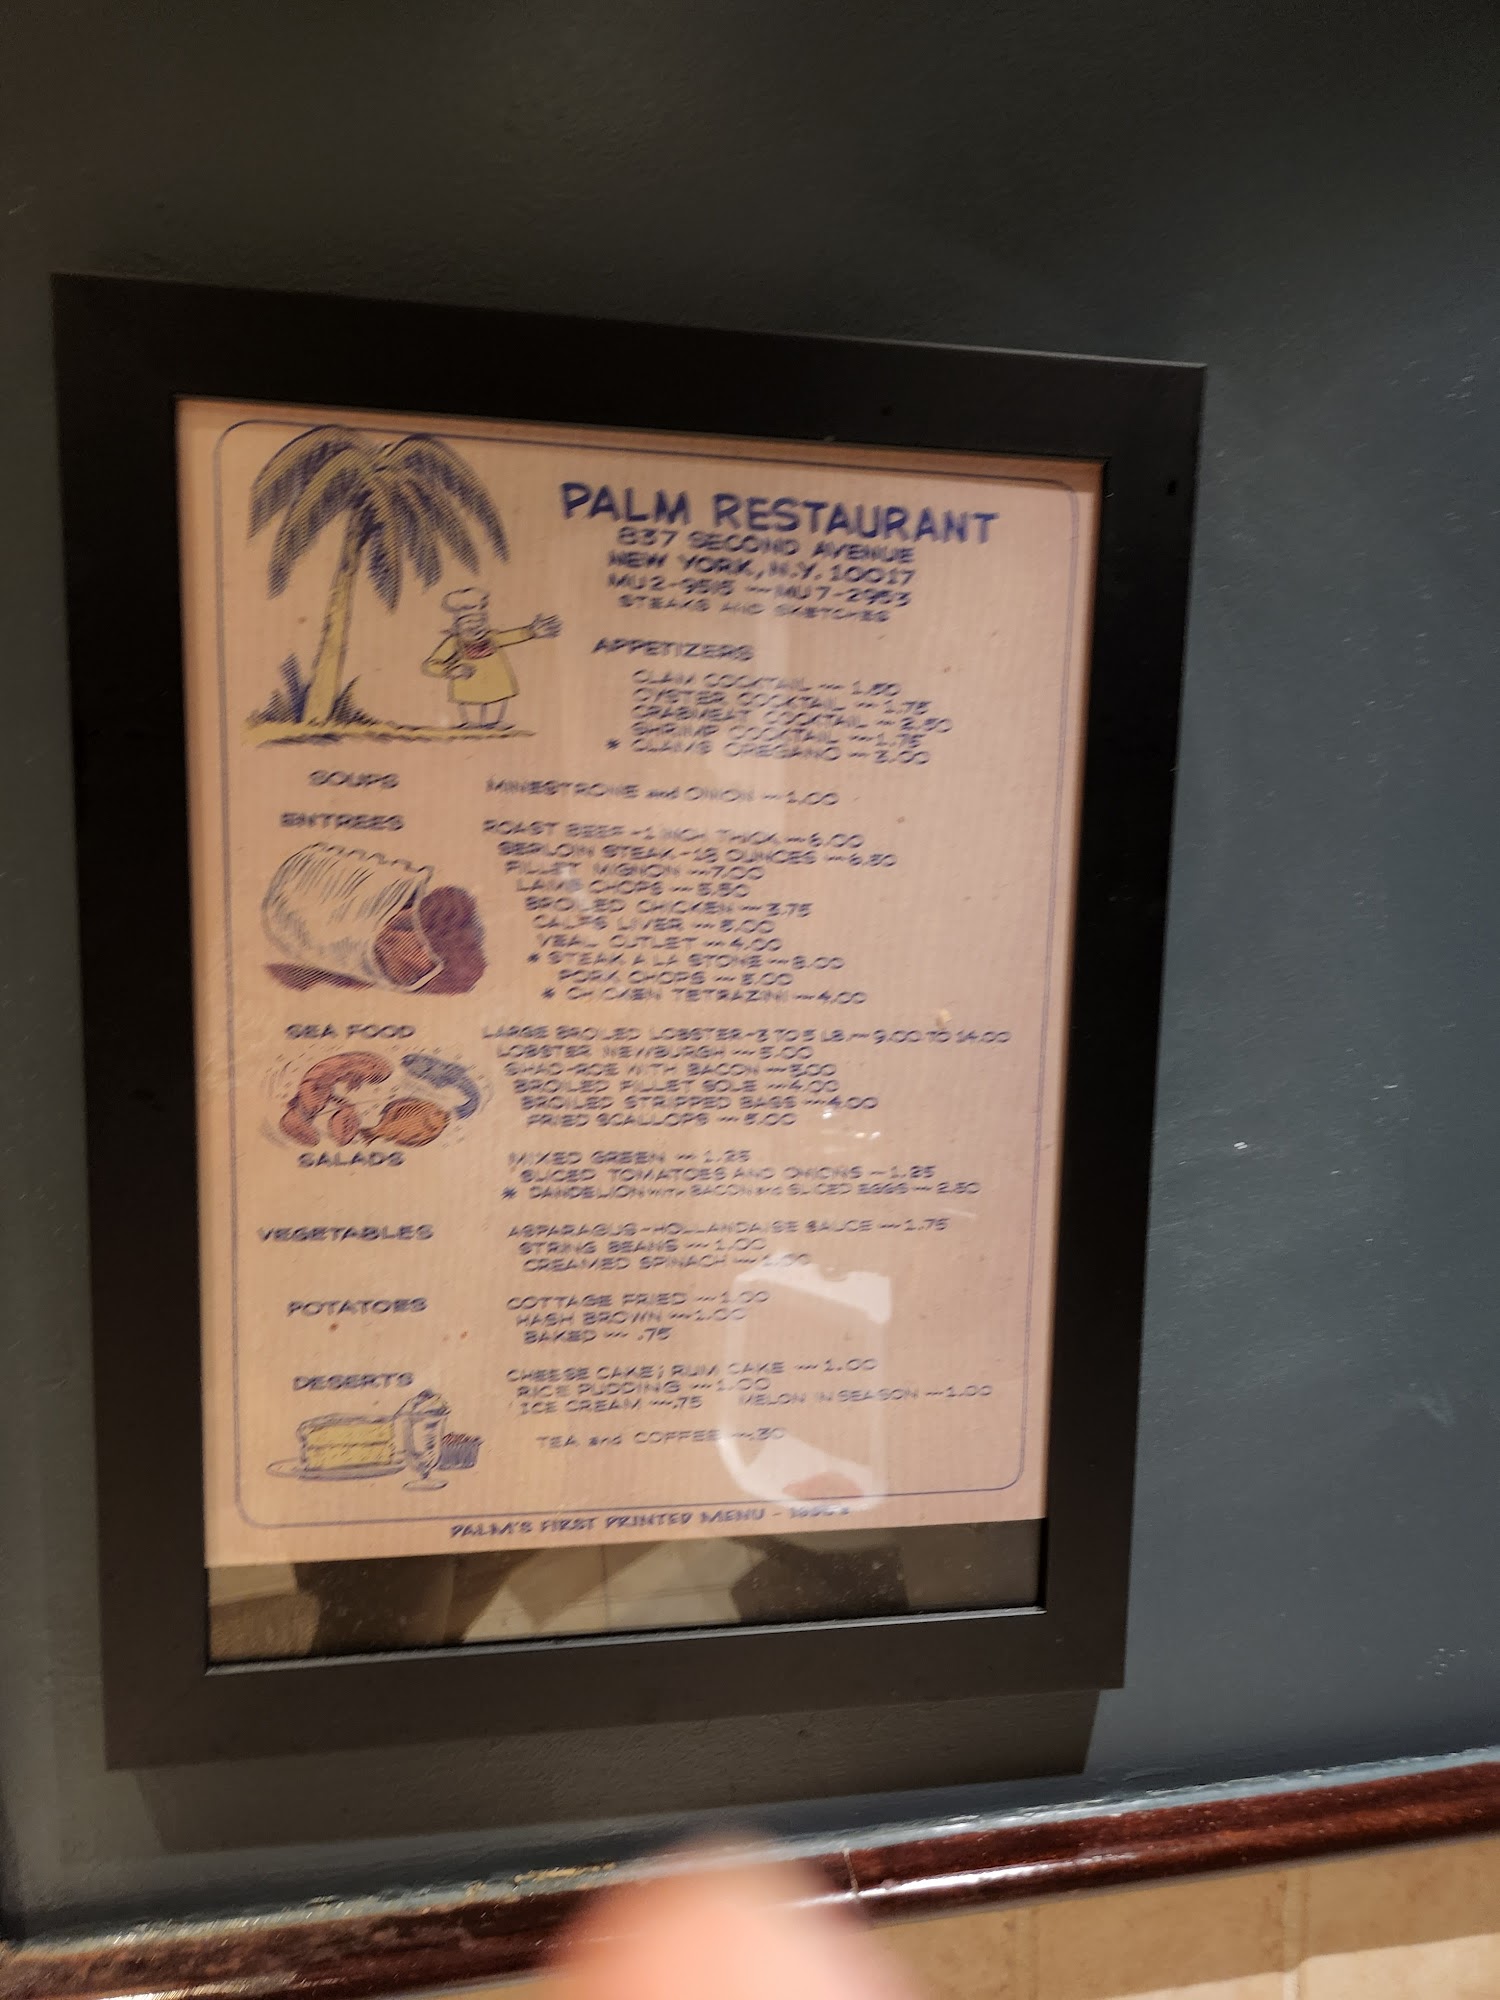 PALM RESTAURANT
837 SECOND AVENUE
NEW YORK, N.Y. 10017
MU 2-9515 --- MU 7-2953
STEAKS AND SKETCHES
APPETIZERS
CLAM COCKTAIL --- 1.50
OYSTER COCKTAIL --- 1.75
CRABMEAT COCKTAIL --- 2.50
SHRIMP COCKTAIL --- 1.75
* CLAMS OREGANO --- 3.00
SOUPS MINESTRONE and ONION --- 1.00
ENTREES
ROAST BEEF - 1 INCH THICK --- 6.00
SERLOIN STEAK - 18 OUNCES --- 6.50
FILLET MIGNON --- 7.00
LAMB CHOPS --- 5.50
BROILED CHICKEN --- 3.75
CALFS LIVER --- 5.00
VEAL CUTLET --- 4.00
* STEAK A LA STONE --- 8.00
PORK CHOPS --- 5.00
* CHICKEN TETRAZINI --- 4.00
SEA FOOD LARGE BROILED LOBSTER - 3 TO 5 LB. --- 9.00 TO 14.00
LOBSTER NEWBURGH --- 5.00
SHAD-ROE WITH BACON --- 5.00
BROILED FILLET SOLE --- 4.00
BROILED STRIPPED BASS --- 4.00
FRIED SCALLOPS --- 5.00
SALADS MIXED GREEN --- 1.25
SLICED TOMATOES AND ONIONS --- 1.25
* DANDELION with BACON and SLICED EGGS --- 2.50
VEGETABLES ASPARAGUS - HOLLANDAISE SAUCE --- 1.75
STRING BEANS --- 1.00
CREAMED SPINACH --- 1.00
POTATOES COTTAGE FRIED --- 1.00
HASH BROWN --- 1.00
BAKED --- .75
DESERTS CHEESE CAKE; RUM CAKE --- 1.00
RICE PUDDING --- 1.00
ICE CREAM --- .75 MELON IN SEASON --- 1.00
TEA and COFFEE --- .30
PALM'S FIRST PRINTED MENU -